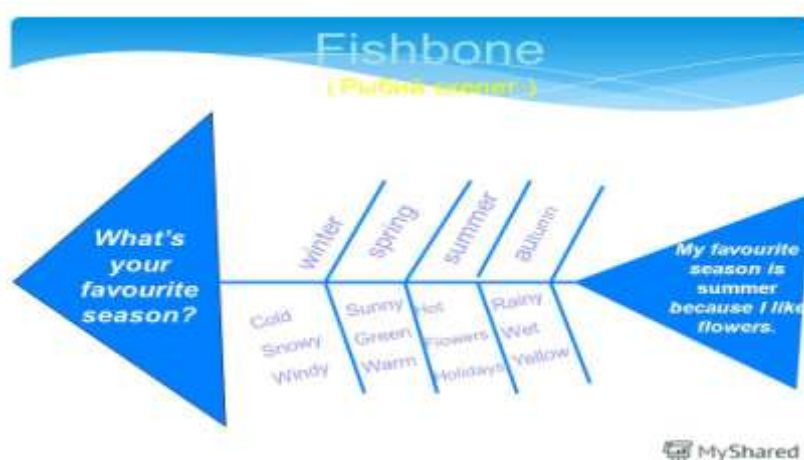 Fishbone
What's
your
favourite
season?
winter
spring
summer
autumn
Cold
Snowy
Windy
Sunny
Green
Warm
Hot
Flowers
Holidays
Rainy
Wet
Yellow
My favourite
season is
summer
because I like
flowers.
MyShared